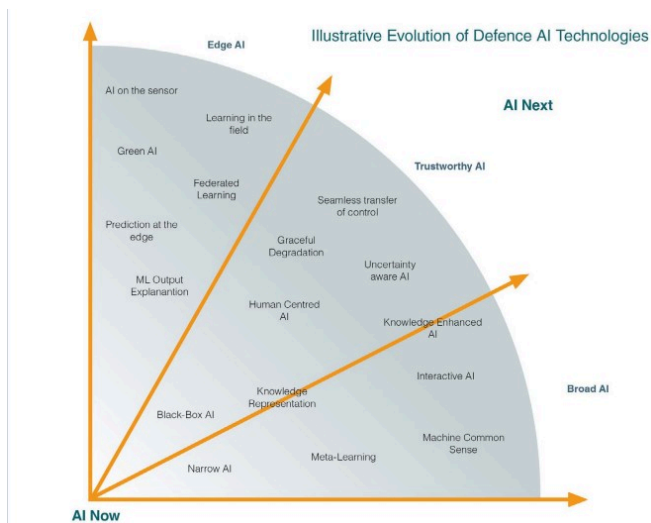 Illustrative Evolution of Defence AI Technologies
Edge AI
AI Next
AI on the sensor
Learning in the
field
Green AI
Trustworthy AI
Federated
Learning
Seamless transfer
of control
Prediction at the
edge
Graceful
Degradation
Uncertainty
aware AI
ML Output
Explanantion
Human Centred
AI
Knowledge Enhanced
AI
Interactive AI
Broad AI
Knowledge
Representation
Black-Box AI
Machine Common
Sense
Meta-Learning
Narrow AI
AI Now